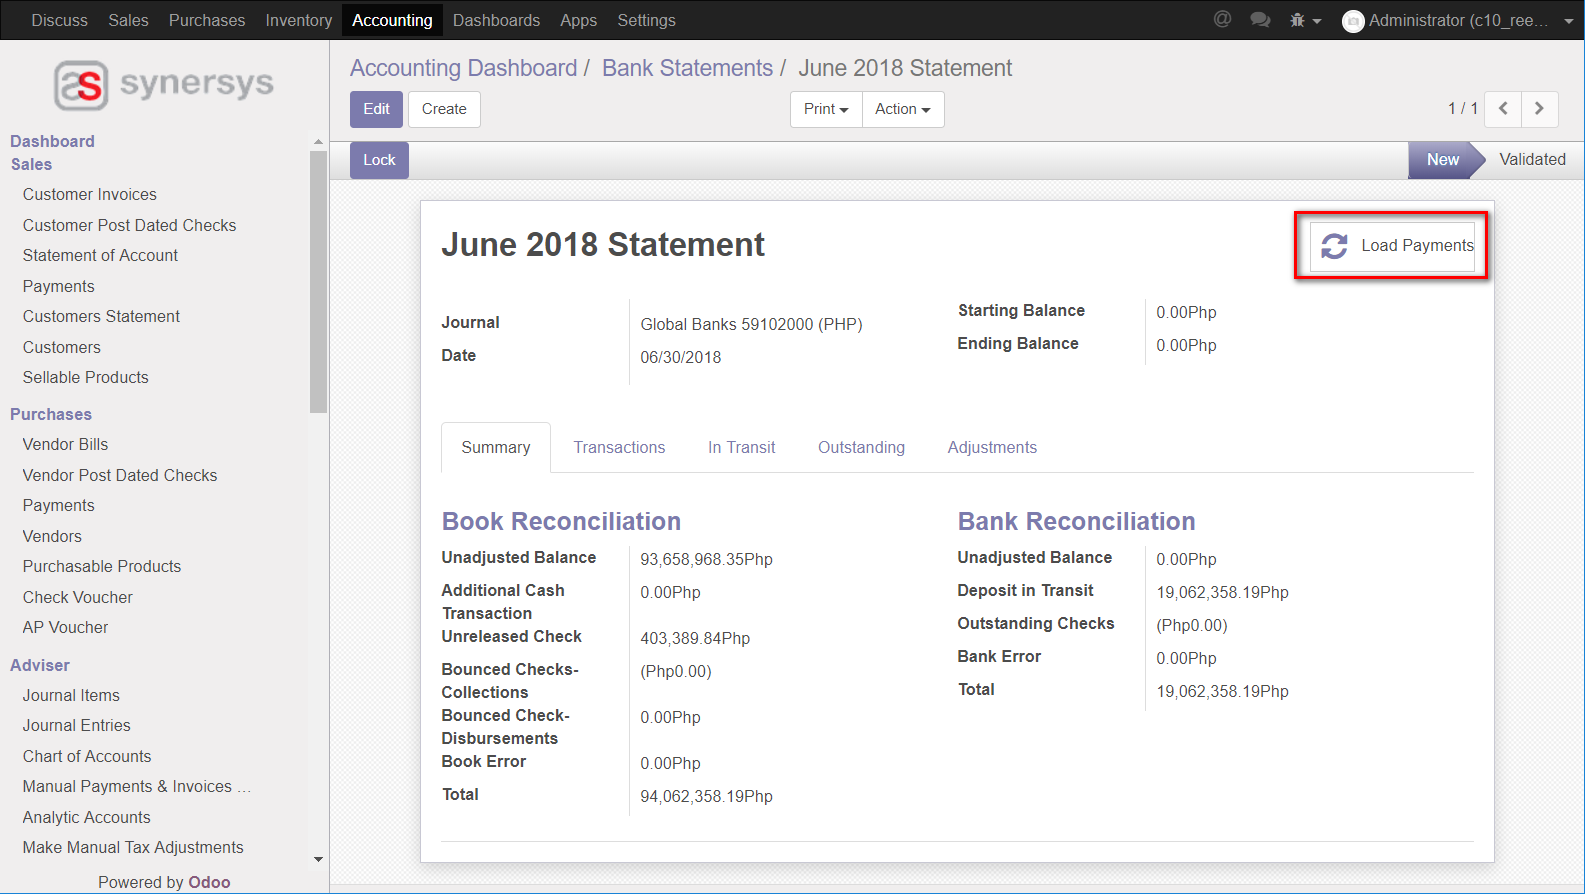 Discuss Sales Purchases Inventory Accounting Dashboards Apps Settings @ Administrator (c10_ree...
synersys
Dashboard
Sales
Customer Invoices
Customer Post Dated Checks
Statement of Account
Payments
Customers Statement
Customers
Sellable Products
Purchases
Vendor Bills
Vendor Post Dated Checks
Payments
Vendors
Purchasable Products
Check Voucher
AP Voucher
Adviser
Journal Items
Journal Entries
Chart of Accounts
Manual Payments & Invoices ...
Analytic Accounts
Make Manual Tax Adjustments
Powered by Odoo
Accounting Dashboard / Bank Statements / June 2018 Statement
Edit Create Print Action 1 / 1
Lock New Validated
June 2018 Statement
Load Payments
Journal Global Banks 59102000 (PHP)
Date 06/30/2018
Starting Balance 0.00Php
Ending Balance 0.00Php
Summary Transactions In Transit Outstanding Adjustments
Book Reconciliation
Unadjusted Balance 93,658,968.35Php
Additional Cash
Transaction 0.00Php
Unreleased Check 403,389.84Php
Bounced Checks-
Collections (Php0.00)
Bounced Check-
Disbursements 0.00Php
Book Error 0.00Php
Total 94,062,358.19Php
Bank Reconciliation
Unadjusted Balance 0.00Php
Deposit in Transit 19,062,358.19Php
Outstanding Checks (Php0.00)
Bank Error 0.00Php
Total 19,062,358.19Php